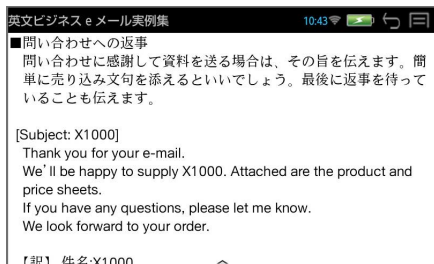 英文ビジネスeメール実例集 10:43
■問い合わせへの返事
問い合わせに感謝して資料を送る場合は、その旨を伝えます。簡
単に売り込み文句を添えるといいでしょう。最後に返事を待って
いることも伝えます。
[Subject: X1000]
Thank you for your e-mail.
We'll be happy to supply X1000. Attached are the product and
price sheets.
If you have any questions, please let me know.
We look forward to your order.
【訳】 件名:X1000